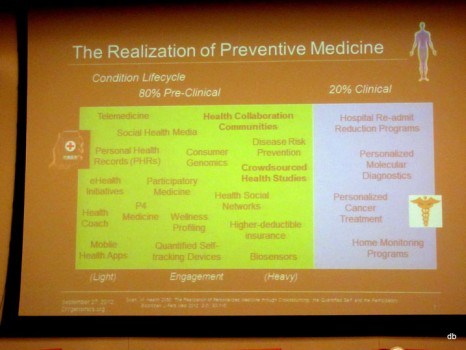 The Realization of Preventive Medicine
Condition Lifecycle
80% Pre-Clinical
20% Clinical
Telemedicine
Health Collaboration
Communities
Social Health Media
Personal Health
Records (PHRs)
Consumer
Genomics
Disease Risk
Prevention
Crowdsourced
Health Studies
eHealth
Initiatives
Participatory
Medicine
Health Social
Networks
Health
Coach
P4
Medicine
Wellness
Profiling
Higher-deductible
insurance
Mobile
Health Apps
Quantified Self-
tracking Devices
Biosensors
Hospital Re-admit
Reduction Programs
Personalized
Molecular
Diagnostics
Personalized
Cancer
Treatment
Home Monitoring
Programs
(Light)
Engagement
(Heavy)
September 27, 2012
db